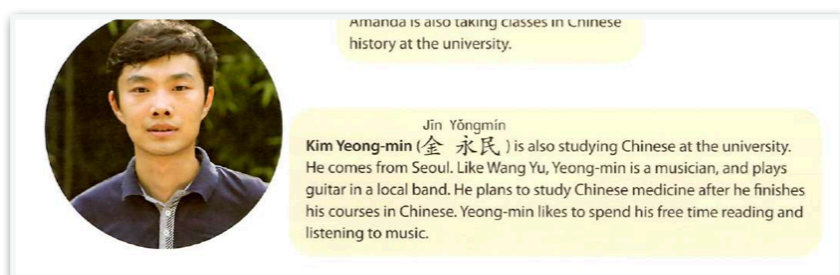 Amanda is also taking classes in Chinese
history at the university.
Jīn Yǒngmín
Kim Yeong-min (金 永民) is also studying Chinese at the university.
He comes from Seoul. Like Wang Yu, Yeong-min is a musician, and plays
guitar in a local band. He plans to study Chinese medicine after he finishes
his courses in Chinese. Yeong-min likes to spend his free time reading and
listening to music.